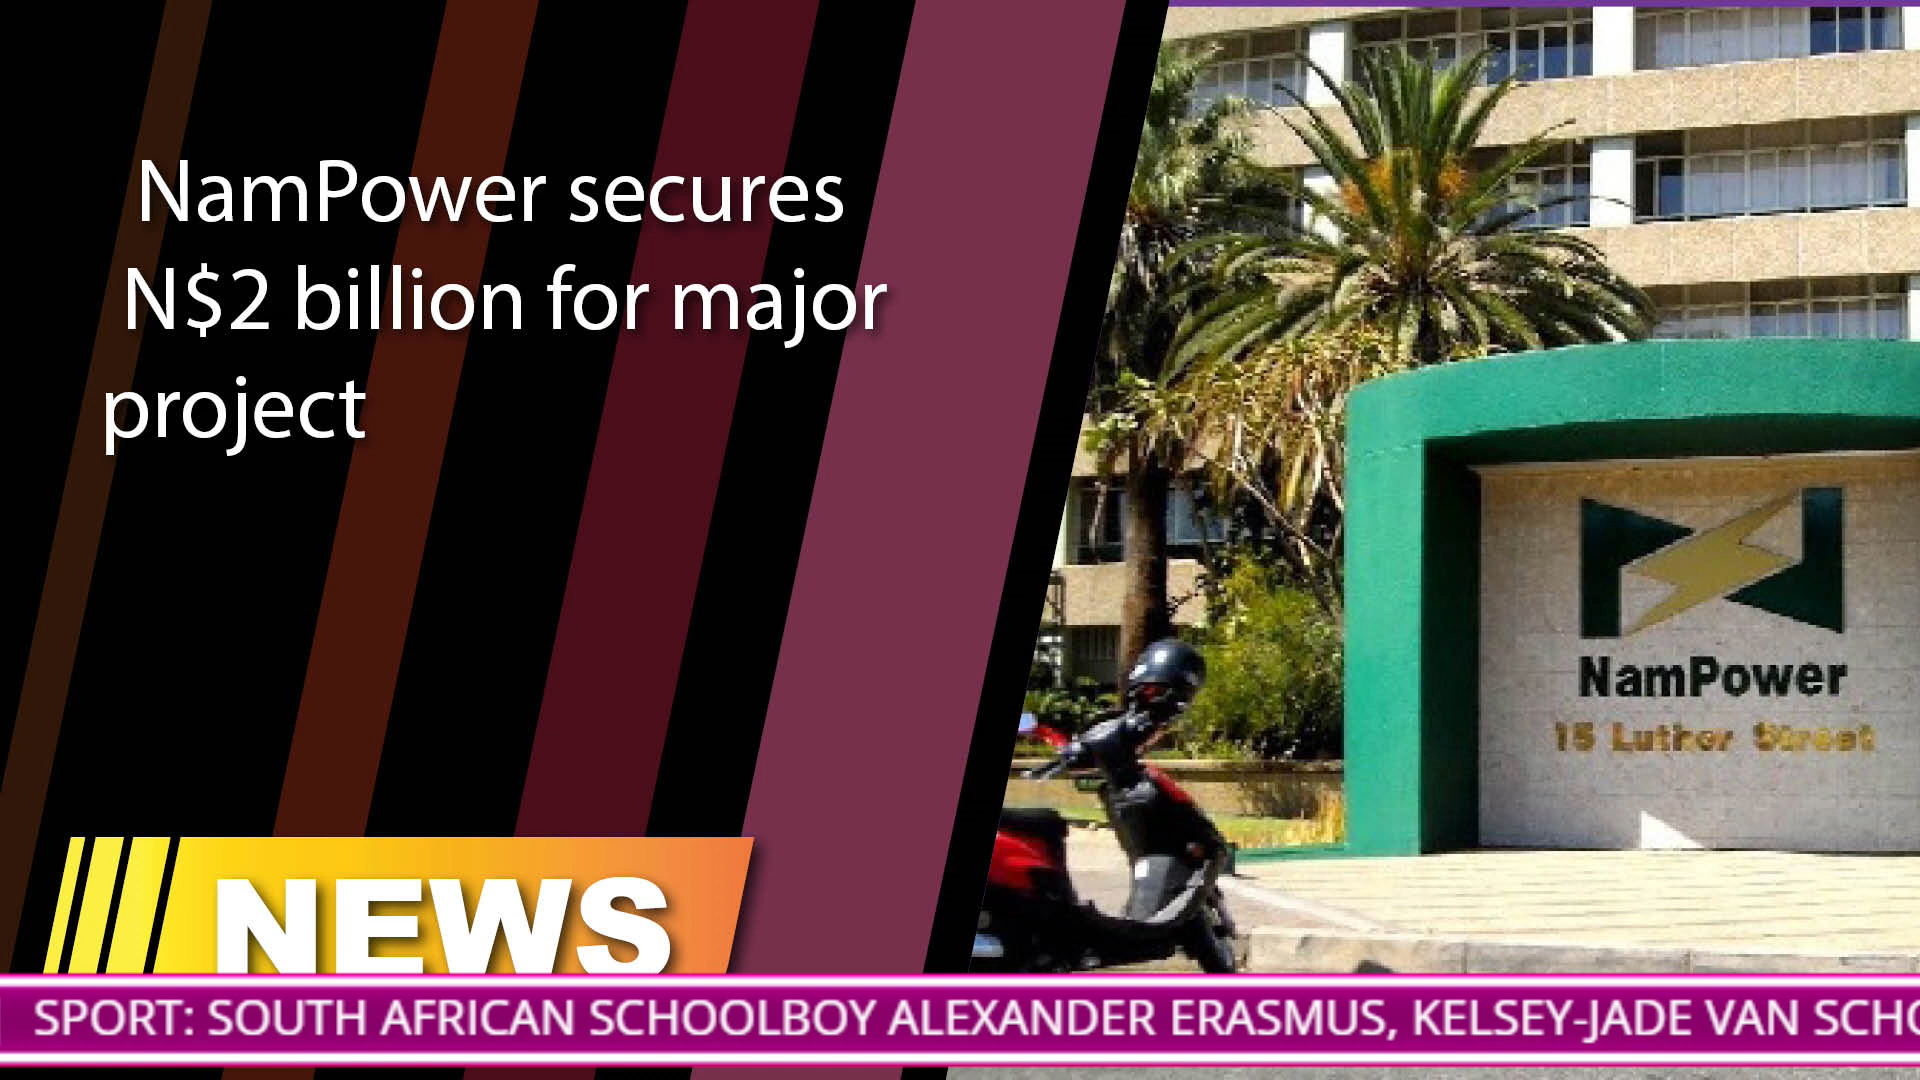 NamPower secures
N$2 billion for major
project
NamPower
15 Luther Street
NEWS
SPORT: SOUTH AFRICAN SCHOOLBOY ALEXANDER ERASMUS, KELSEY-JADE VAN SCHO